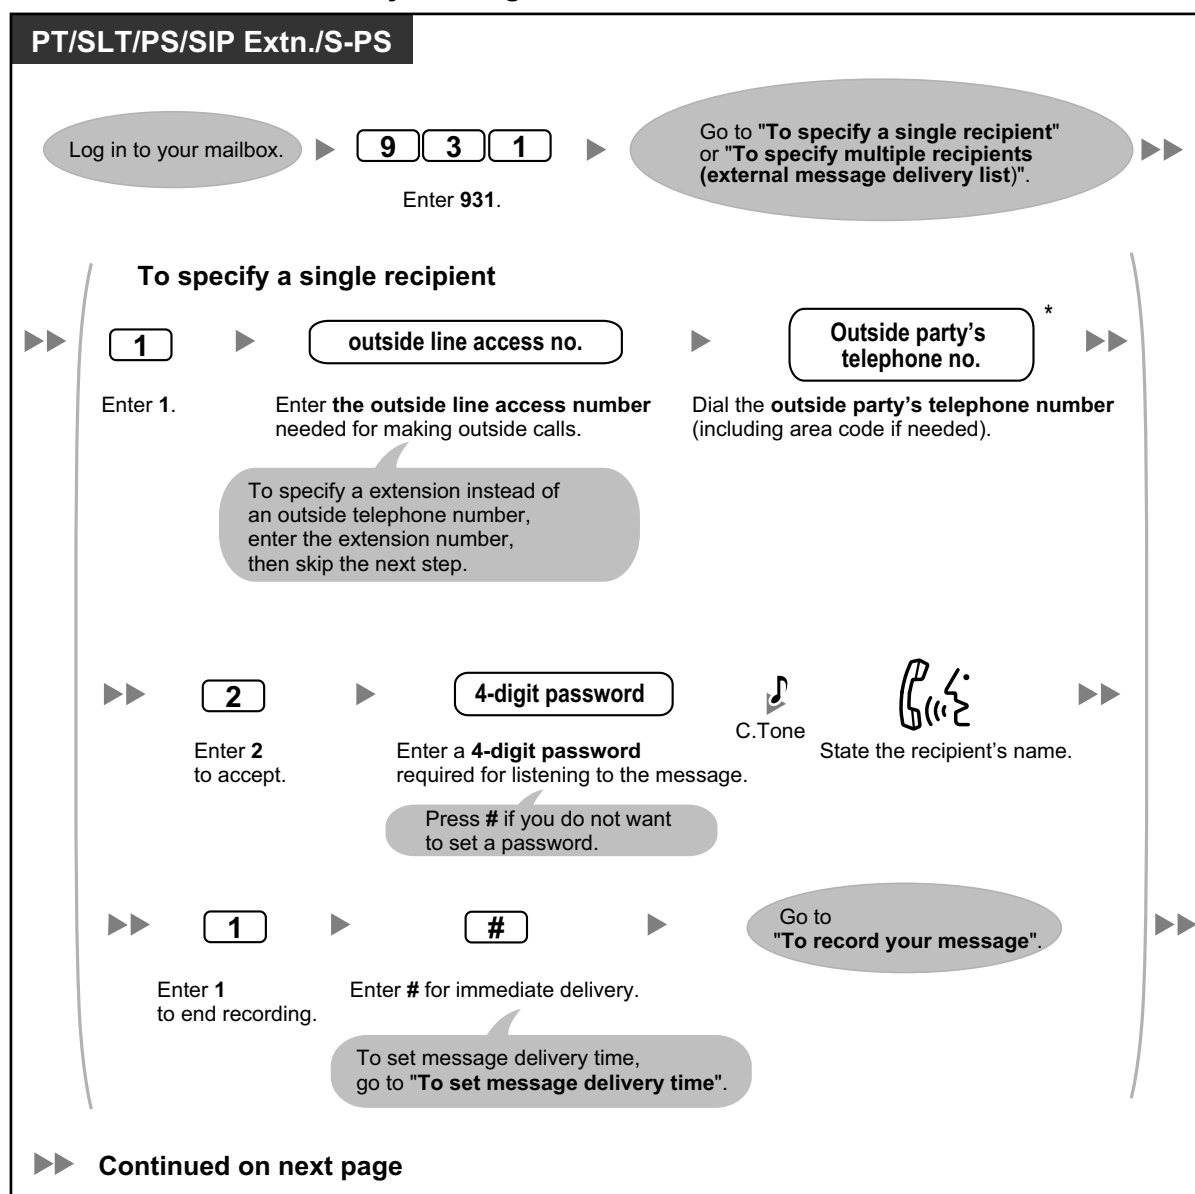 PT/SLT/PS/SIP Extn./S-PS
Log in to your mailbox.
9 3 1
Enter 931.
Go to "To specify a single recipient"
or "To specify multiple recipients
(external message delivery list)".
To specify a single recipient
1
outside line access no.
Outside party's
telephone no.
*
Enter 1.
Enter the outside line access number
needed for making outside calls.
Dial the outside party's telephone number
(including area code if needed).
To specify a extension instead of
an outside telephone number,
enter the extension number,
then skip the next step.
2
4-digit password
C.Tone
Enter 2
to accept.
Enter a 4-digit password
required for listening to the message.
State the recipient's name.
Press # if you do not want
to set a password.
1
#
Go to
"To record your message".
Enter 1
to end recording.
Enter # for immediate delivery.
To set message delivery time,
go to "To set message delivery time".
Continued on next page